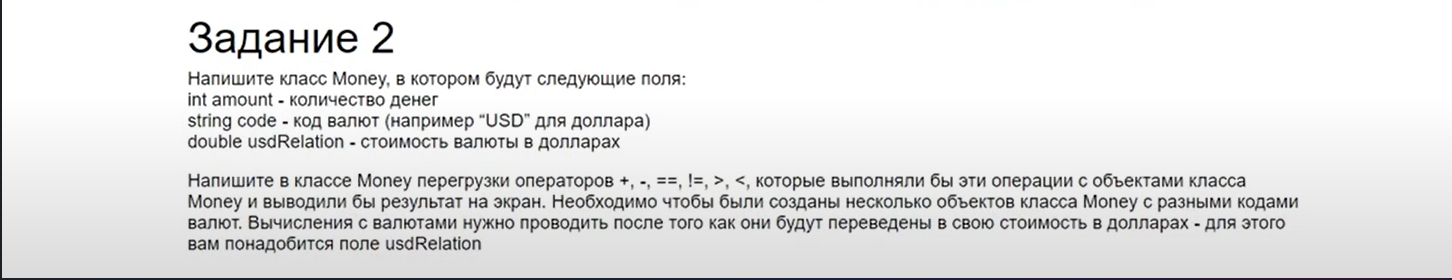 Задание 2
Напишите класс Money, в котором будут следующие поля:
int amount - количество денег
string code - код валют (например “USD” для доллара)
double usdRelation - стоимость валюты в долларах
Напишите в классе Money перегрузки операторов +, -, ==, !=, >, <, которые выполняли бы эти операции с объектами класса
Money и выводили бы результат на экран. Необходимо чтобы были созданы несколько объектов класса Money с разными кодами
валют. Вычисления с валютами нужно проводить после того как они будут переведены в свою стоимость в долларах - для этого
вам понадобится поле usdRelation